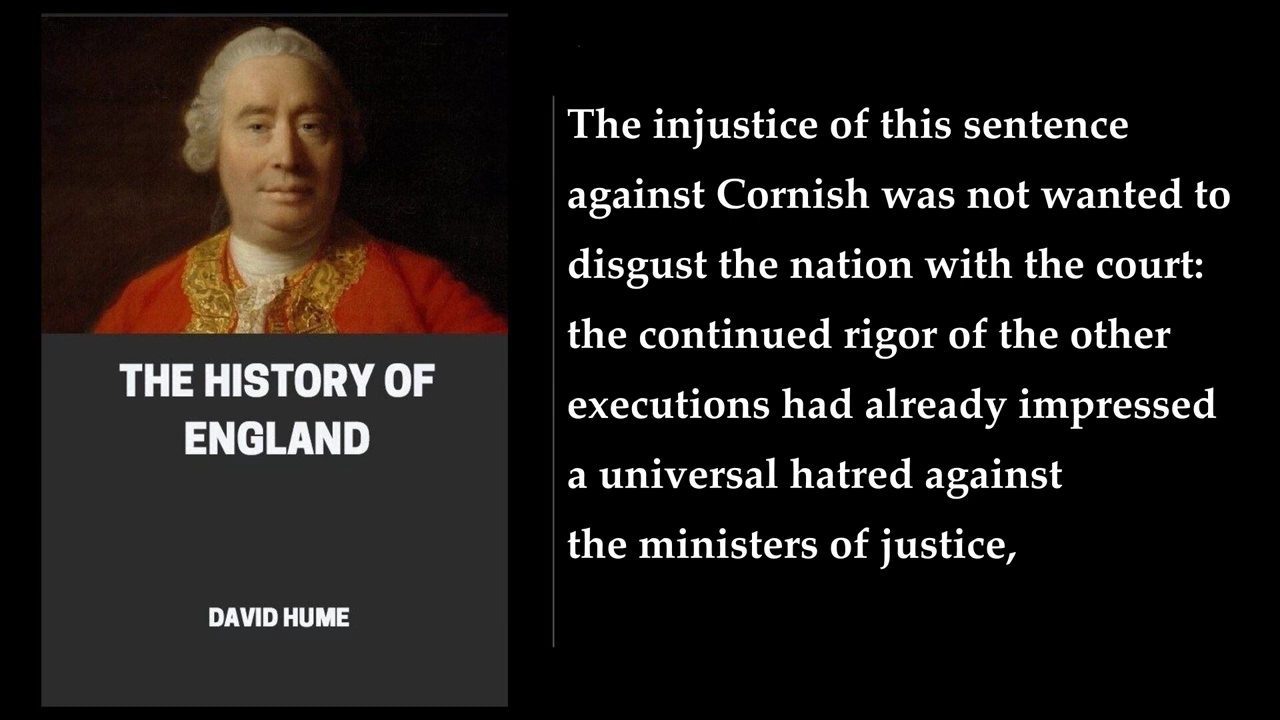 THE HISTORY OF
ENGLAND
DAVID HUME
The injustice of this sentence
against Cornish was not wanted to
disgust the nation with the court:
the continued rigor of the other
executions had already impressed
a universal hatred against
the ministers of justice,